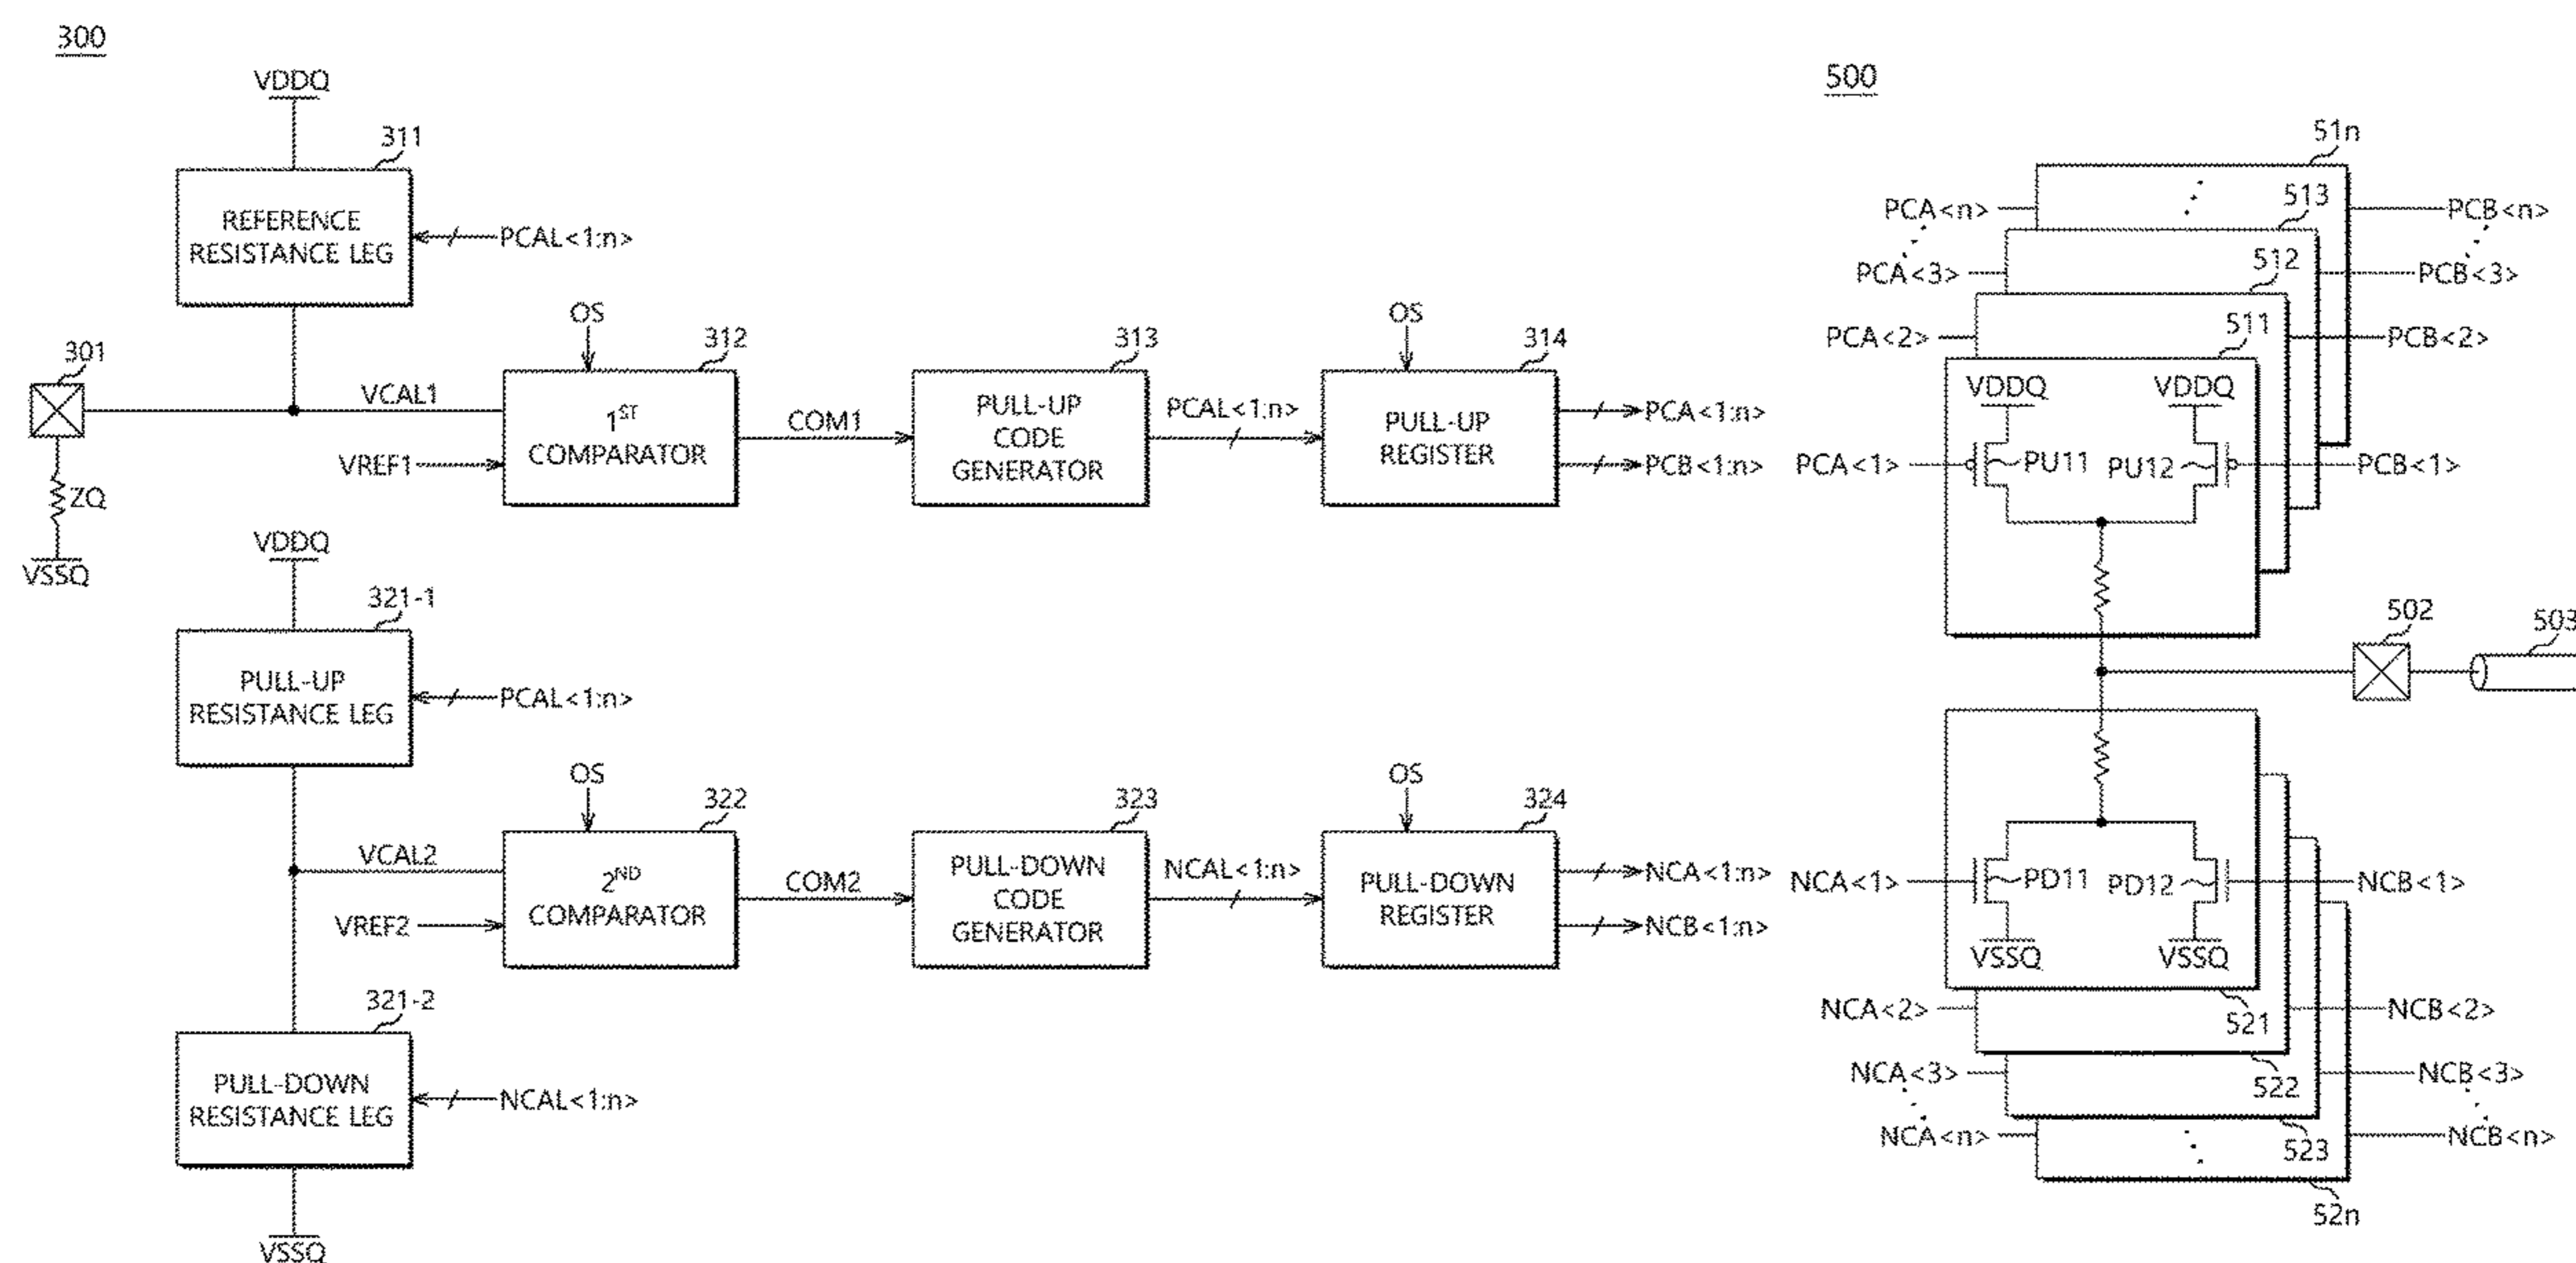 300
VDDQ
311
REFERENCE
RESISTANCE LEG
PCAL<1:n>
301
VCAL1
VREF1
ZQ
VSSQ
OS
312
1ST
COMPARATOR
COM1
313
PULL-UP
CODE
GENERATOR
PCAL<1:n>
OS
314
PULL-UP
REGISTER
PCA<1:n>
PCB<1:n>
VDDQ
321-1
PULL-UP
RESISTANCE LEG
PCAL<1:n>
VCAL2
VREF2
OS
322
2ND
COMPARATOR
COM2
323
PULL-DOWN
CODE
GENERATOR
NCAL<1:n>
OS
324
PULL-DOWN
REGISTER
NCA<1:n>
NCB<1:n>
321-2
PULL-DOWN
RESISTANCE LEG
NCAL<1:n>
VSSQ
500
51n
PCA<n>
513
PCB<n>
PCA<3>
512
PCB<3>
PCA<2>
511
PCB<2>
VDDQ
VDDQ
PCA<1>
PU11
PU12
PCB<1>
502
503
NCA<1>
PD11
PD12
NCB<1>
VSSQ
VSSQ
NCA<2>
521
NCB<2>
NCA<3>
522
NCB<3>
NCA<n>
523
NCB<n>
52n